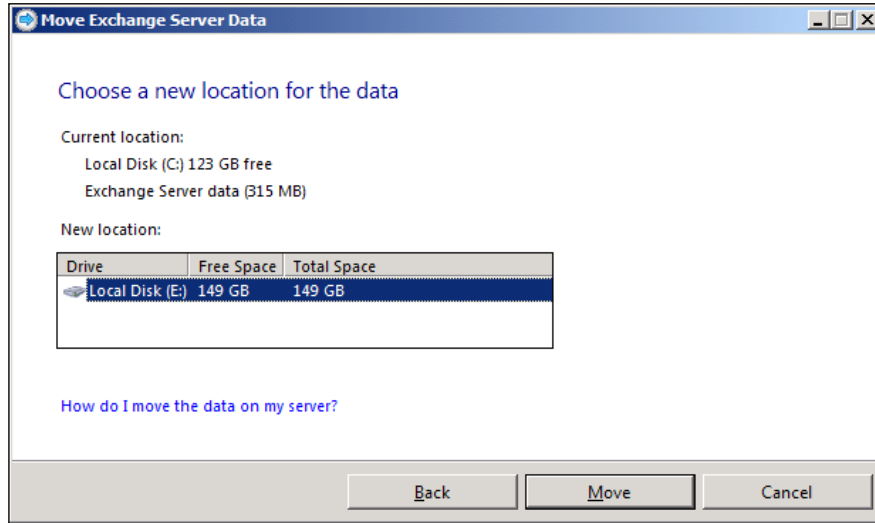 Move Exchange Server Data
Choose a new location for the data
Current location:
Local Disk (C:) 123 GB free
Exchange Server data (315 MB)
New location:
Drive Free Space Total Space
Local Disk (E:) 149 GB 149 GB
How do I move the data on my server?
Back Move Cancel